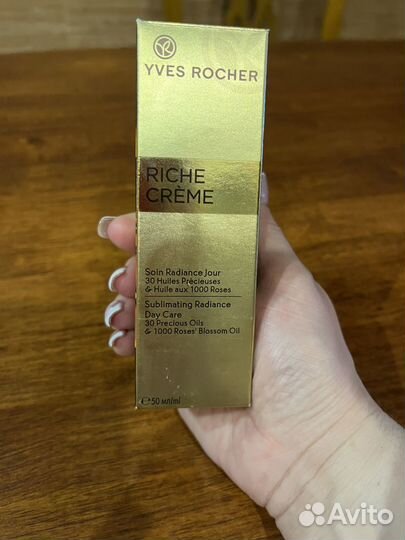 YR
YVES ROCHER
RICHE
CRÈME
Soin Radiance Jour
30 Huiles Précieuses
& Huile aux 1000 Roses
Sublimating Radiance
Day Care
30 Precious Oils
& 1000 Roses' Blossom Oil
℮ 50 мл/ml
Avito